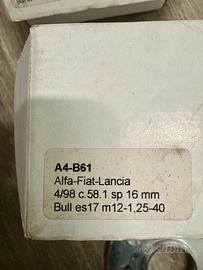 A4-B61
Alfa-Fiat-Lancia
4/98 c.58.1 sp 16 mm
Bull es17 m12-1,25-40